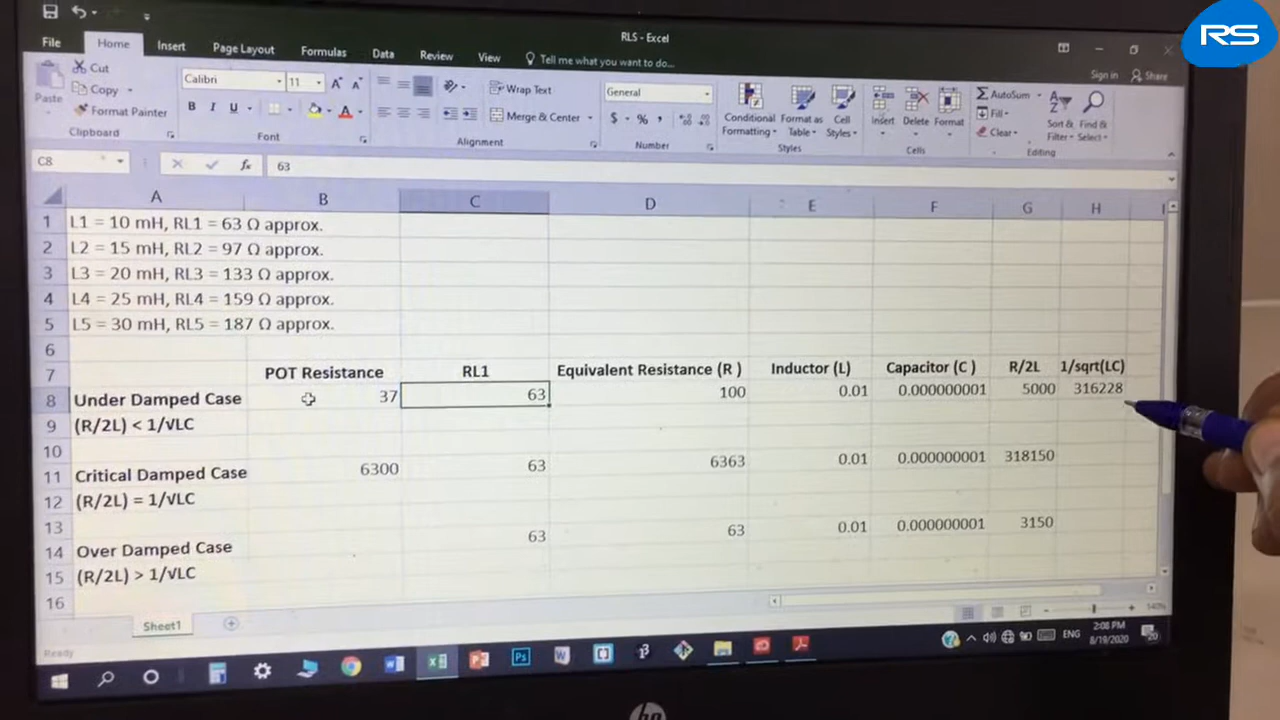 RS
RLS - Excel
File Home Insert Page Layout Formulas Data Review View Tell me what you want to do...
Sign in Share
Cut
Copy
Format Painter
Paste
Clipboard
Calibri 11
B I U
Font
Wrap Text
Merge & Center
Alignment
General
$ % ,
Number
Conditional Formatting
Format as Table
Cell Styles
Styles
Insert Delete Format
Cells
AutoSum
Fill
Clear
Sort & Filter
Find & Select
Editing
C8 fx 63
A B C D E F G H I
1 L1 = 10 mH, RL1 = 63 Ω approx.
2 L2 = 15 mH, RL2 = 97 Ω approx.
3 L3 = 20 mH, RL3 = 133 Ω approx.
4 L4 = 25 mH, RL4 = 159 Ω approx.
5 L5 = 30 mH, RL5 = 187 Ω approx.
6
7 POT Resistance RL1 Equivalent Resistance (R ) Inductor (L) Capacitor (C ) R/2L 1/sqrt(LC)
8 Under Damped Case 37 63 100 0.01 0.000000001 5000 316228
9 (R/2L) < 1/√LC
10
11 Critical Damped Case 6300 63 6363 0.01 0.000000001 318150
12 (R/2L) = 1/√LC
13
14 Over Damped Case 63 63 0.01 0.000000001 3150
15 (R/2L) > 1/√LC
16
Sheet1
Ready
140%
ENG
2:08 PM
8/19/2020
20
hp